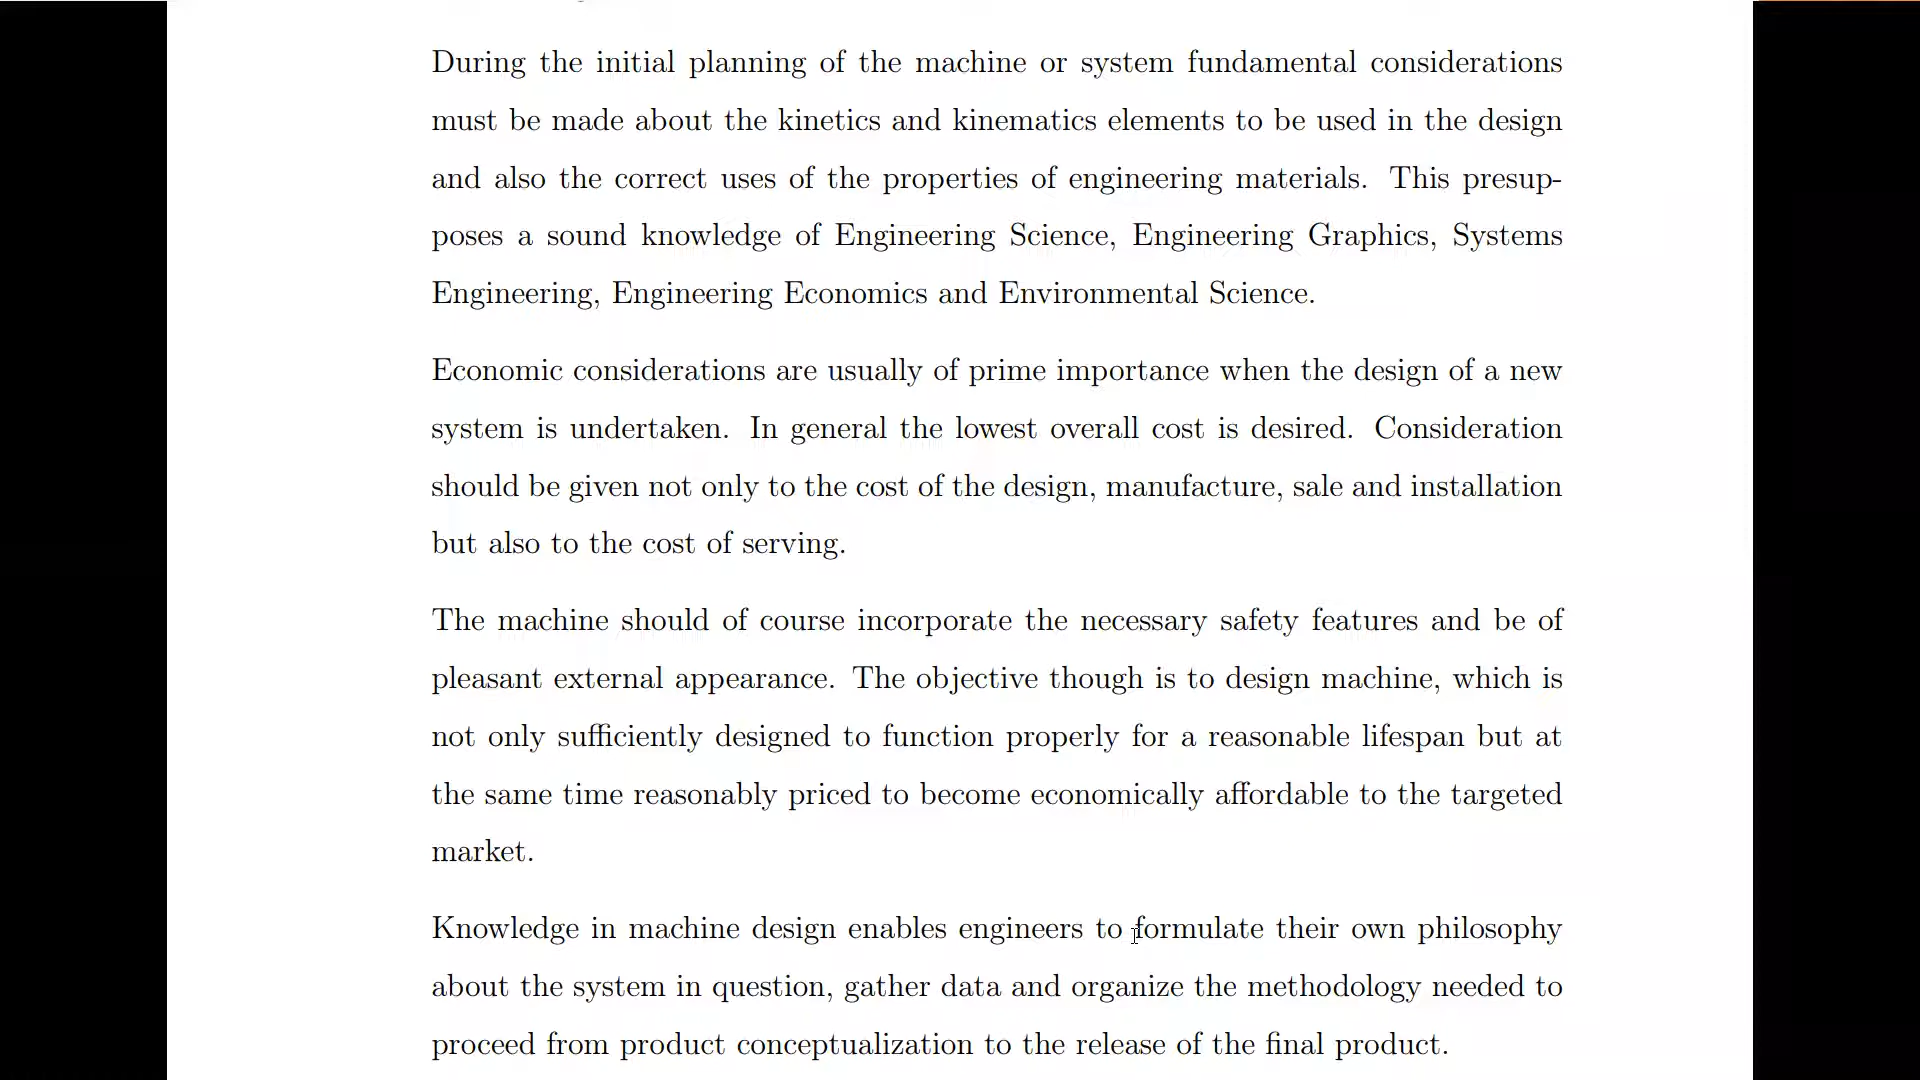 During the initial planning of the machine or system fundamental considerations
must be made about the kinetics and kinematics elements to be used in the design
and also the correct uses of the properties of engineering materials. This presup-
poses a sound knowledge of Engineering Science, Engineering Graphics, Systems
Engineering, Engineering Economics and Environmental Science.
Economic considerations are usually of prime importance when the design of a new
system is undertaken. In general the lowest overall cost is desired. Consideration
should be given not only to the cost of the design, manufacture, sale and installation
but also to the cost of serving.
The machine should of course incorporate the necessary safety features and be of
pleasant external appearance. The objective though is to design machine, which is
not only sufficiently designed to function properly for a reasonable lifespan but at
the same time reasonably priced to become economically affordable to the targeted
market.
Knowledge in machine design enables engineers to formulate their own philosophy
about the system in question, gather data and organize the methodology needed to
proceed from product conceptualization to the release of the final product.